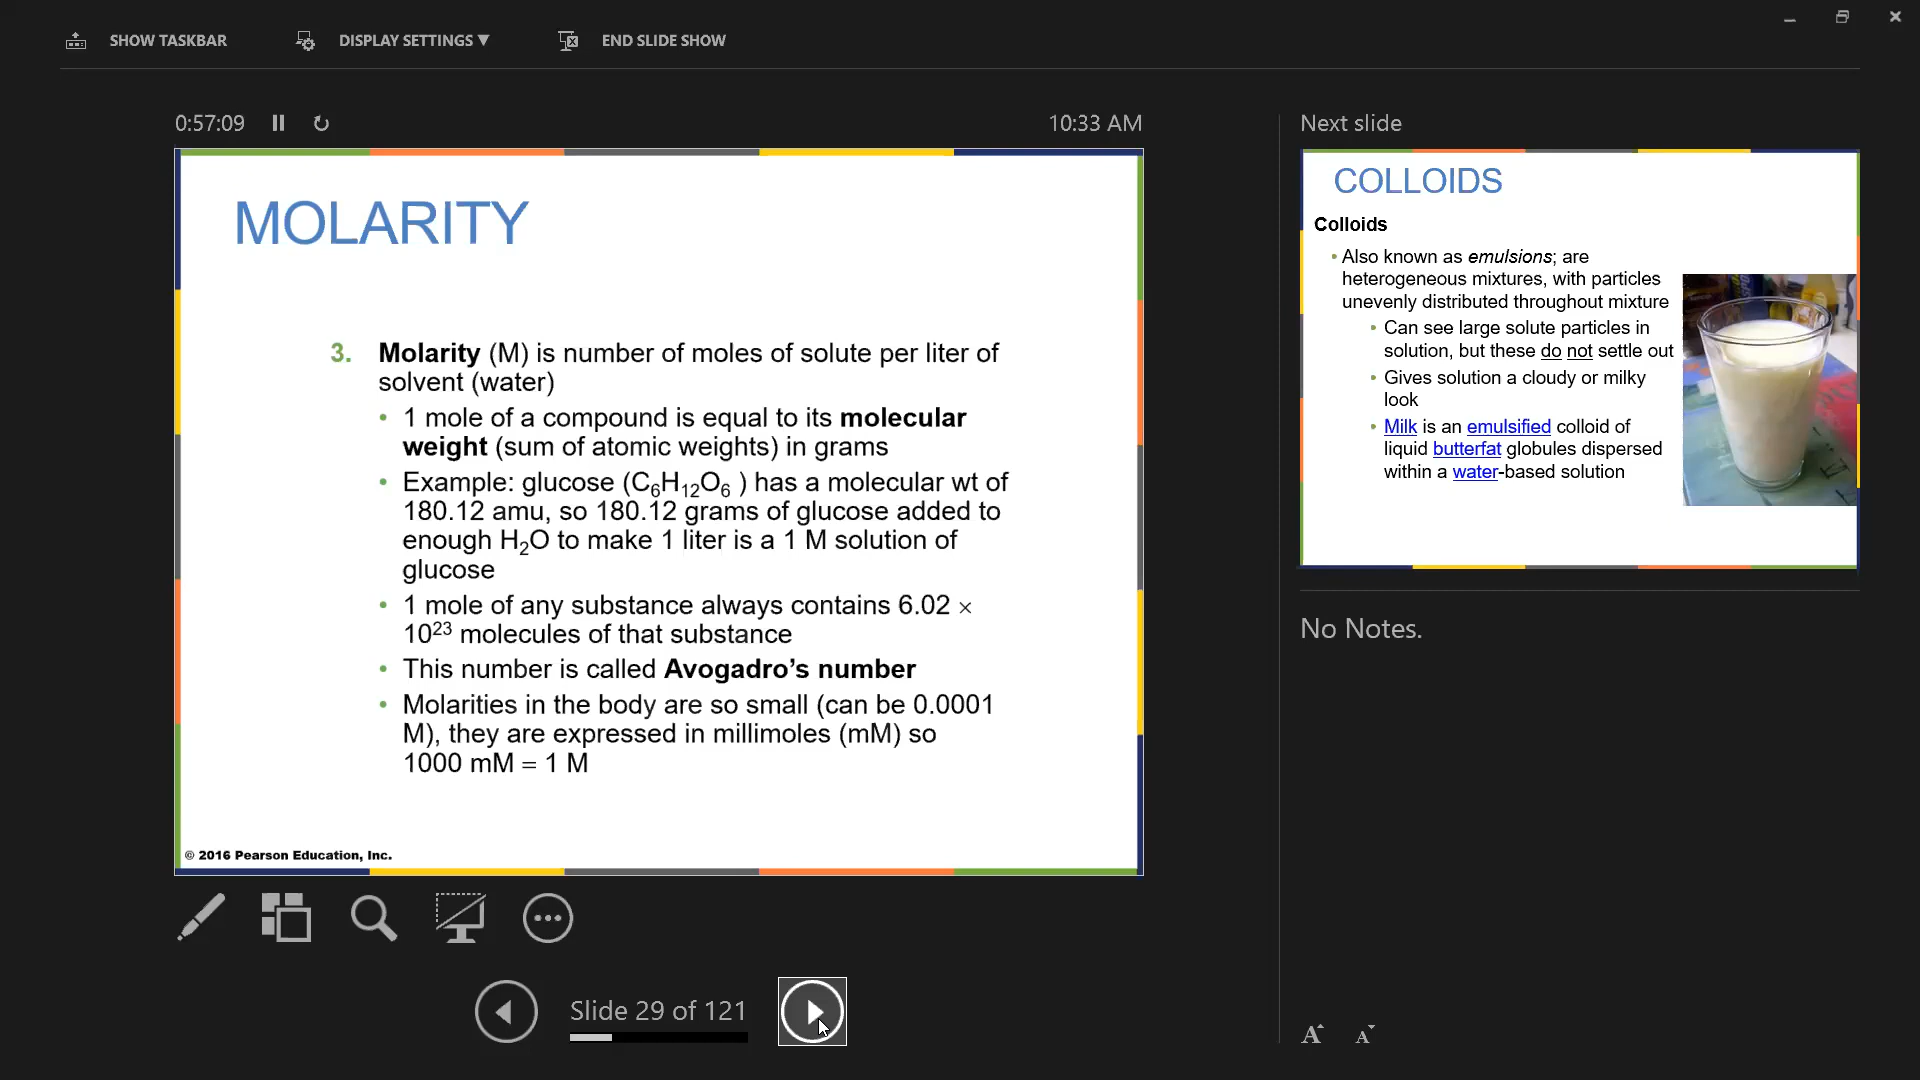 SHOW TASKBAR
DISPLAY SETTINGS ▼
END SLIDE SHOW
0:57:09
10:33 AM
MOLARITY
3. Molarity (M) is number of moles of solute per liter of
solvent (water)
• 1 mole of a compound is equal to its molecular
weight (sum of atomic weights) in grams
• Example: glucose (C₆H₁₂O₆ ) has a molecular wt of
180.12 amu, so 180.12 grams of glucose added to
enough H₂O to make 1 liter is a 1 M solution of
glucose
• 1 mole of any substance always contains 6.02 ×
10²³ molecules of that substance
• This number is called Avogadro’s number
• Molarities in the body are so small (can be 0.0001
M), they are expressed in millimoles (mM) so
1000 mM = 1 M
© 2016 Pearson Education, Inc.
Slide 29 of 121
Next slide
COLLOIDS
Colloids
• Also known as emulsions; are
heterogeneous mixtures, with particles
unevenly distributed throughout mixture
• Can see large solute particles in
solution, but these do not settle out
• Gives solution a cloudy or milky
look
• Milk is an emulsified colloid of
liquid butterfat globules dispersed
within a water-based solution
No Notes.
A A